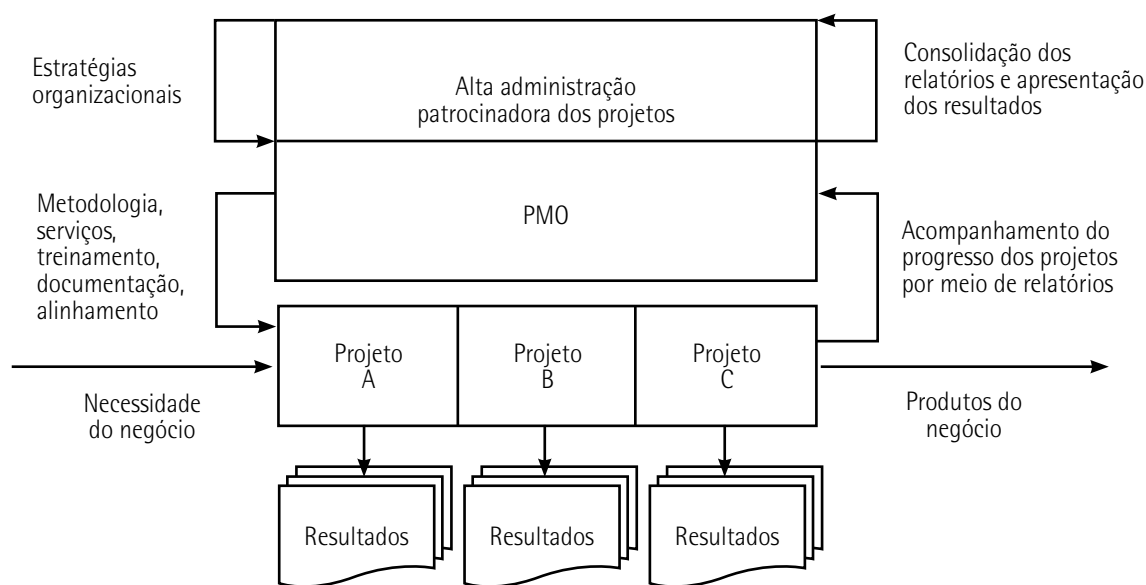 Estratégias
organizacionais
Alta administração
patrocinadora dos projetos
Consolidação dos
relatórios e apresentação
dos resultados
Metodologia,
serviços,
treinamento,
documentação,
alinhamento
PMO
Acompanhamento do
progresso dos projetos
por meio de relatórios
Necessidade
do negócio
Projeto
A
Projeto
B
Projeto
C
Produtos do
negócio
Resultados
Resultados
Resultados